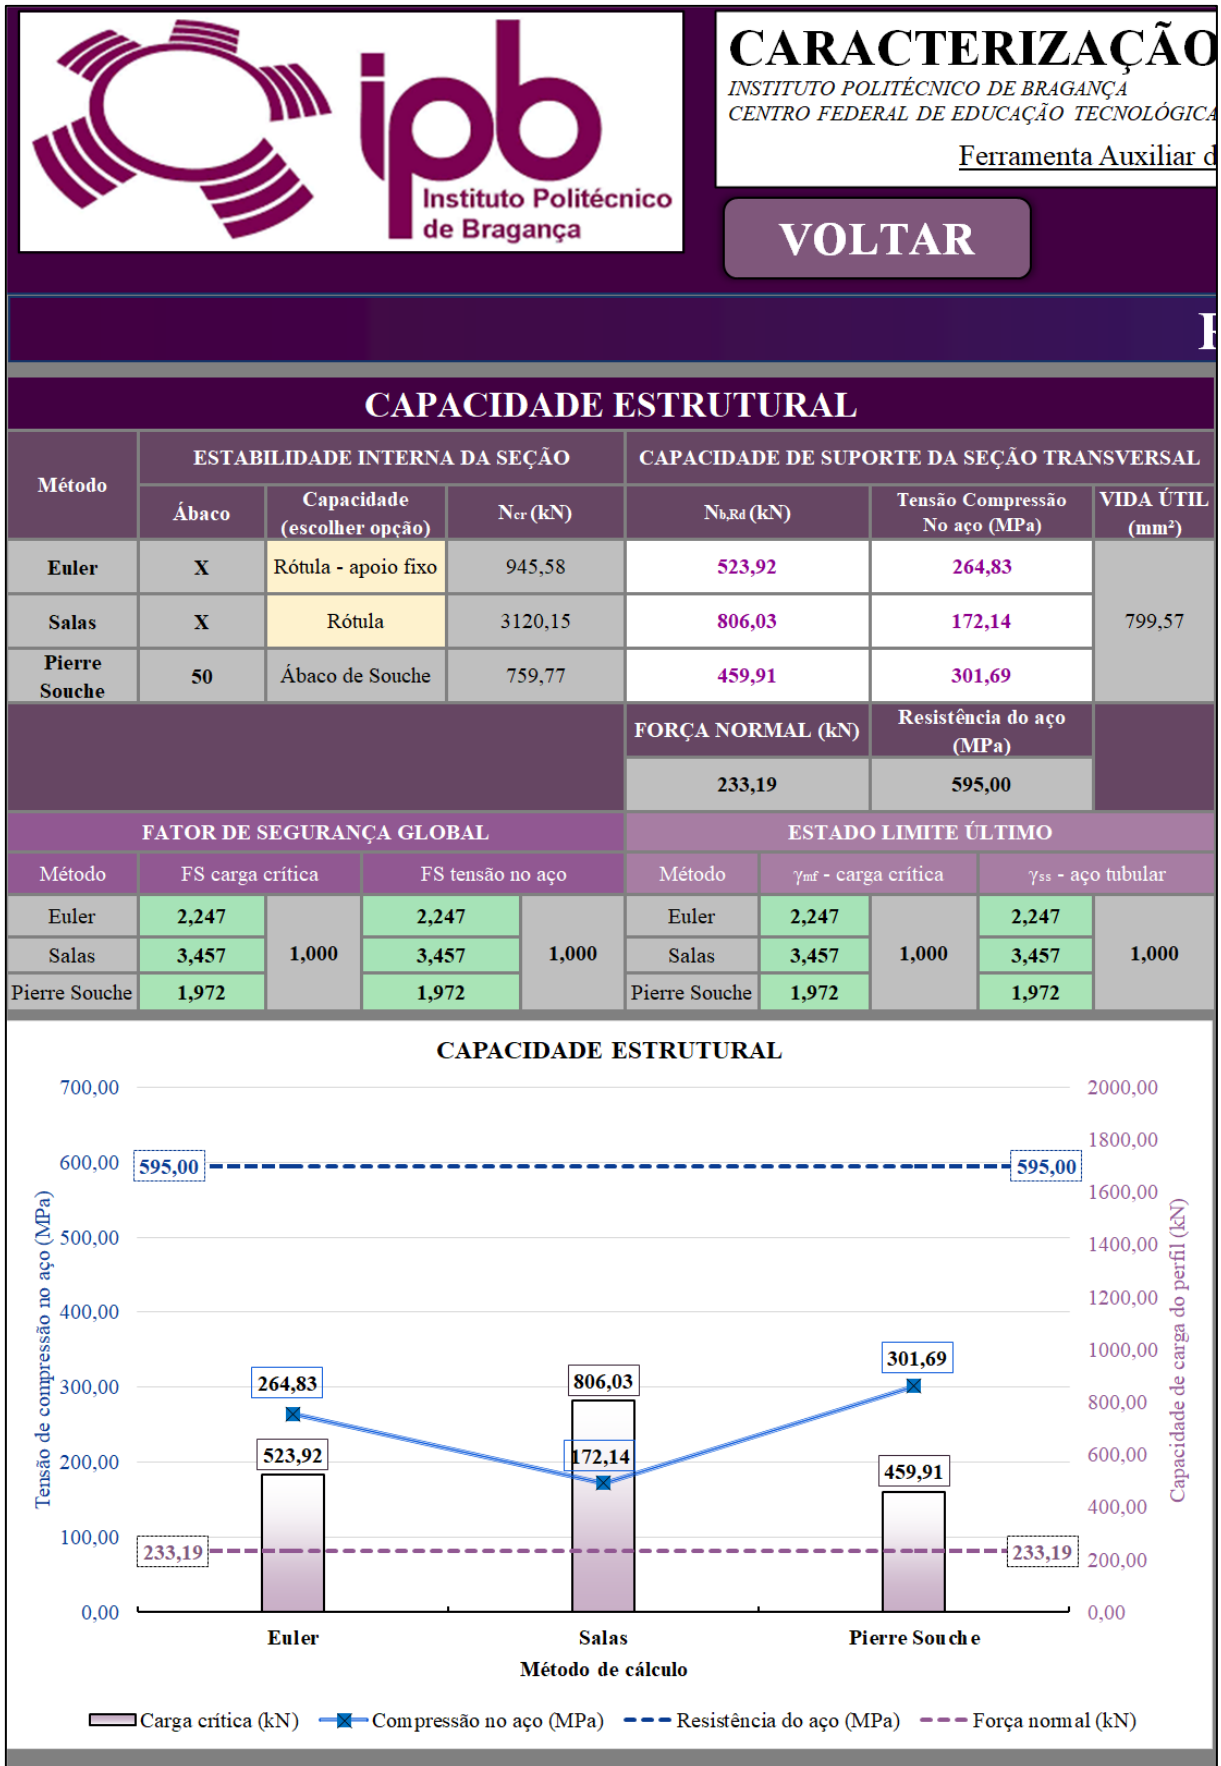 ipb
Instituto Politécnico
de Bragança
CARACTERIZAÇÃO
INSTITUTO POLITÉCNICO DE BRAGANÇA
CENTRO FEDERAL DE EDUCAÇÃO TECNOLÓGICA
Ferramenta Auxiliar d
VOLTAR
CAPACIDADE ESTRUTURAL
Método
ESTABILIDADE INTERNA DA SEÇÃO
CAPACIDADE DE SUPORTE DA SEÇÃO TRANSVERSAL
Ábaco
Capacidade
(escolher opção)
Ncr (kN)
Nb,Rd (kN)
Tensão Compressão
No aço (MPa)
VIDA ÚTIL
(mm²)
Euler X Rótula - apoio fixo 945,58 523,92 264,83
Salas X Rótula 3120,15 806,03 172,14 799,57
Pierre
Souche
50 Ábaco de Souche 759,77 459,91 301,69
FORÇA NORMAL (kN)
Resistência do aço
(MPa)
233,19 595,00
FATOR DE SEGURANÇA GLOBAL ESTADO LIMITE ÚLTIMO
Método FS carga crítica FS tensão no aço Método γmf - carga crítica γss - aço tubular
Euler 2,247 2,247 Euler 2,247 2,247
Salas 3,457 1,000 3,457 1,000 Salas 3,457 1,000 3,457 1,000
Pierre Souche 1,972 1,972 Pierre Souche 1,972 1,972
CAPACIDADE ESTRUTURAL
Tensão de compressão no aço (MPa)
700,00
600,00
500,00
400,00
300,00
200,00
100,00
0,00
2000,00
1800,00
1600,00
1400,00
1200,00
1000,00
800,00
600,00
400,00
200,00
0,00
Capacidade de carga do perfil (kN)
595,00 595,00
301,69
264,83 806,03
523,92 172,14 459,91
233,19 233,19
Euler Salas Pierre Souche
Método de cálculo
Carga crítica (kN) Compressão no aço (MPa) Resistência do aço (MPa) Força normal (kN)